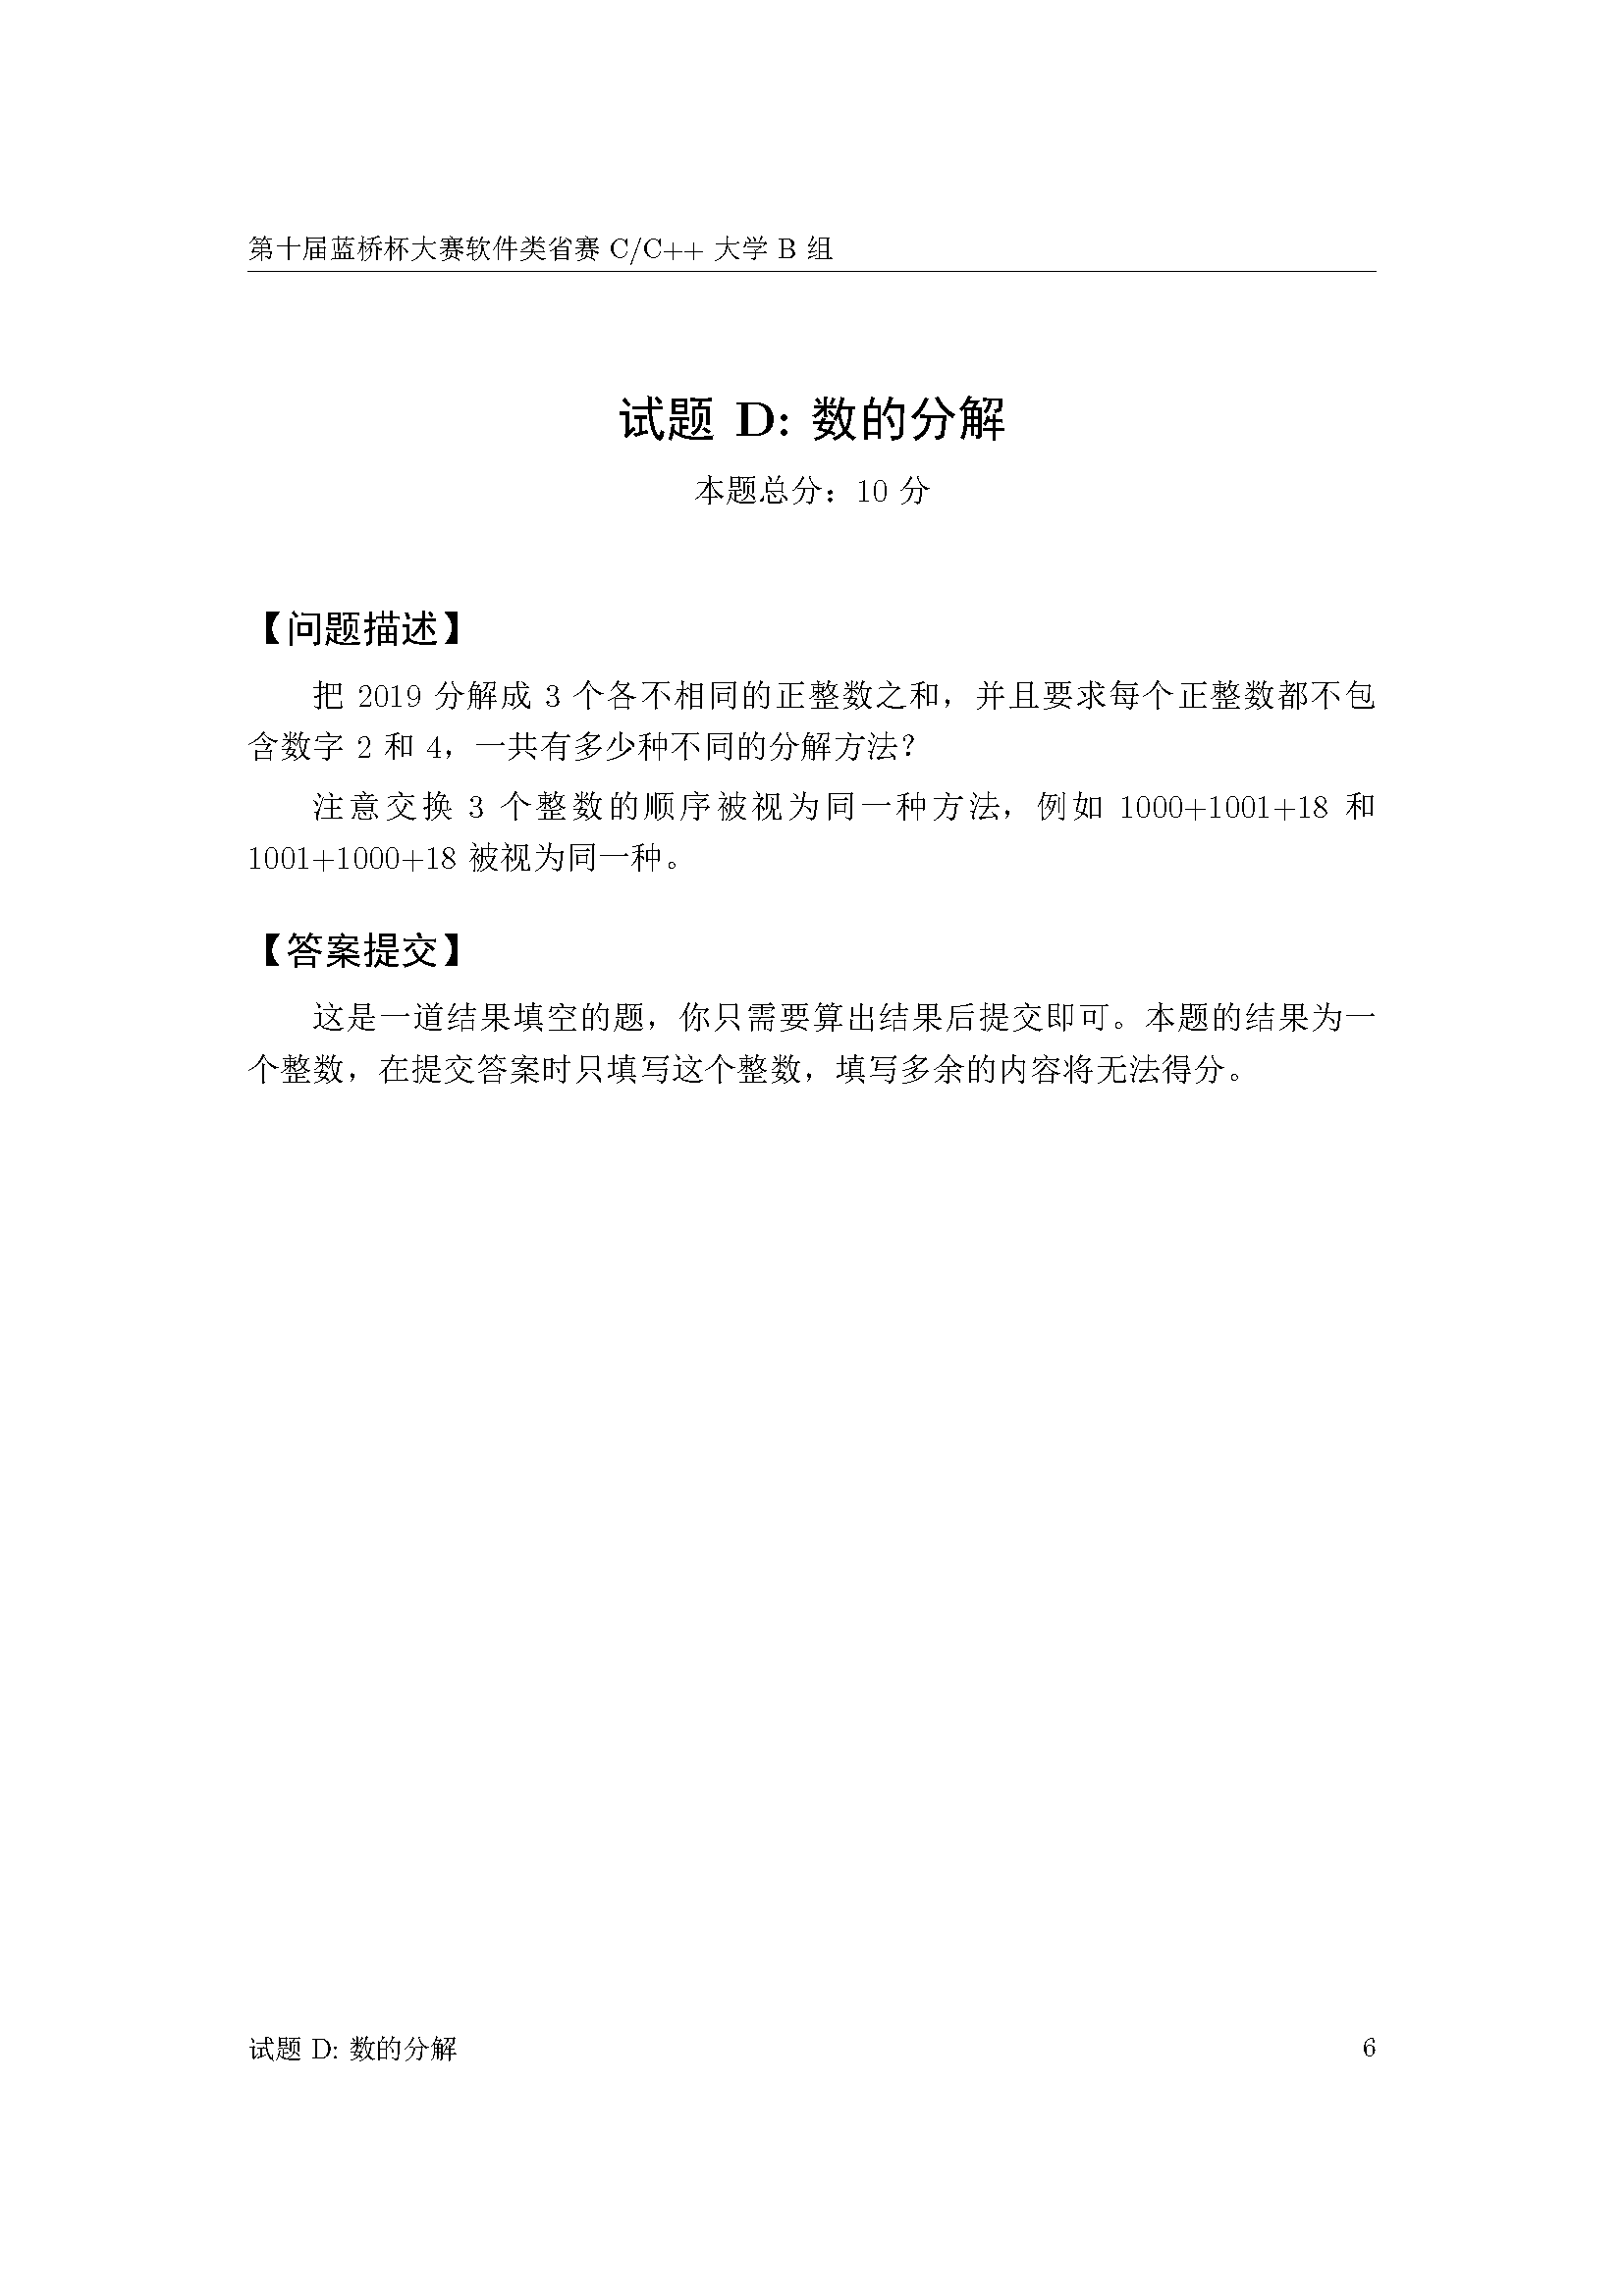 第十届蓝桥杯大赛软件类省赛 C/C++ 大学 B 组
试题 D: 数的分解
本题总分：10 分
【问题描述】
把 2019 分解成 3 个各不相同的正整数之和，并且要求每个正整数都不包
含数字 2 和 4，一共有多少种不同的分解方法？
注意交换 3 个整数的顺序被视为同一种方法，例如 1000+1001+18 和
1001+1000+18 被视为同一种。
【答案提交】
这是一道结果填空的题，你只需要算出结果后提交即可。本题的结果为一
个整数，在提交答案时只填写这个整数，填写多余的内容将无法得分。
试题 D: 数的分解 6